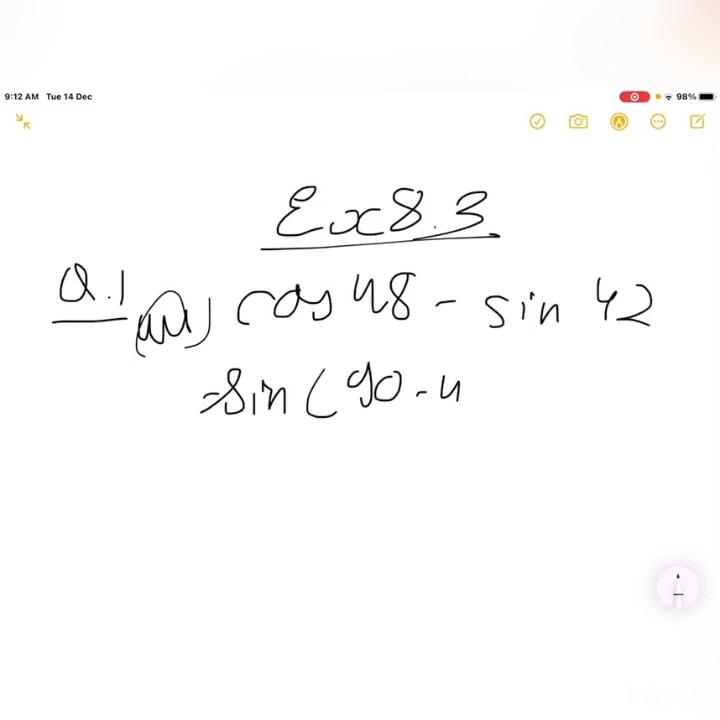 9:12 AM Tue 14 Dec 98%
Ex 8.3
Q.1 (iii) cos 48 - sin 42
=sin ( 90 - 4